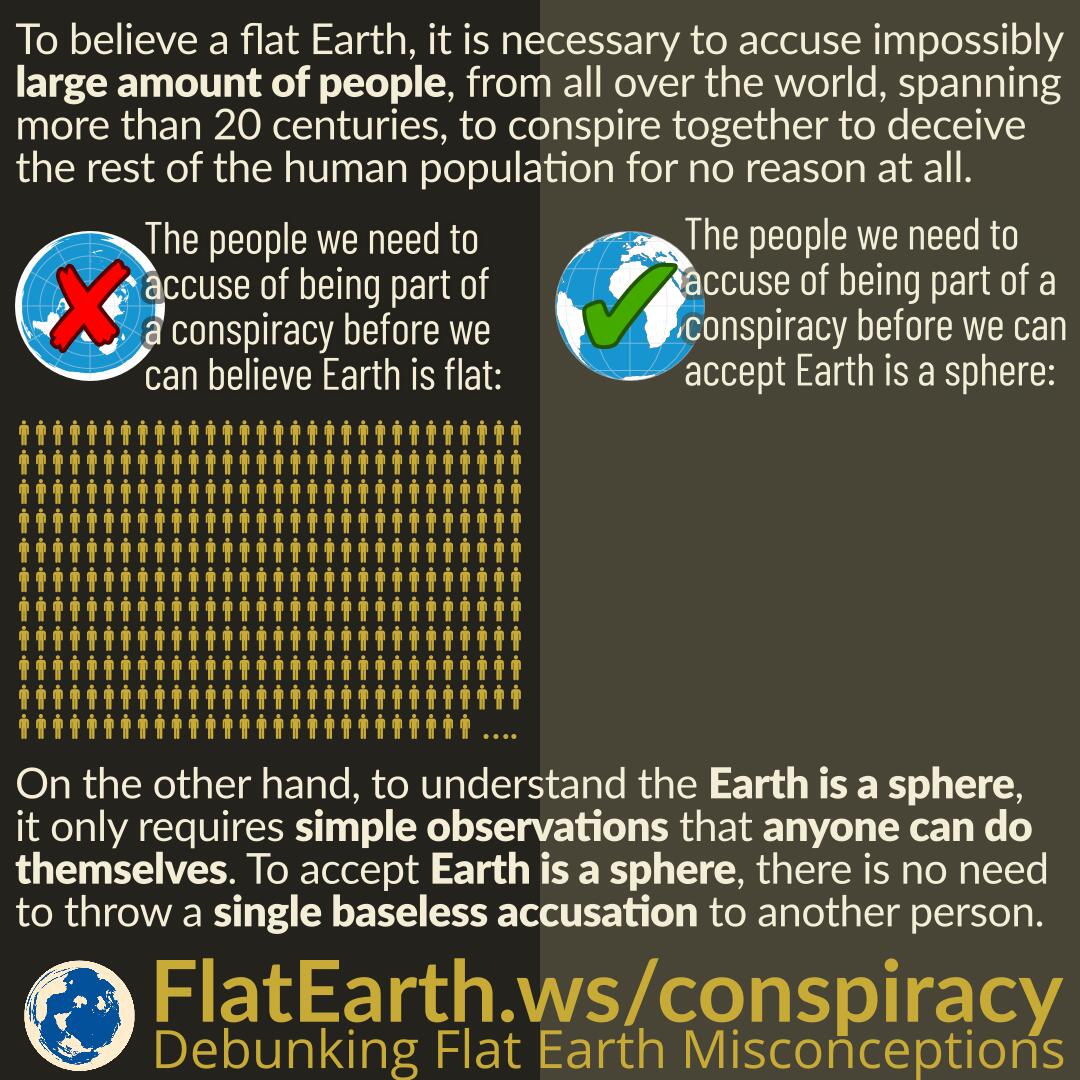 To believe a flat Earth, it is necessary to accuse impossibly
large amount of people, from all over the world, spanning
more than 20 centuries, to conspire together to deceive
the rest of the human population for no reason at all.
The people we need to
accuse of being part of
a conspiracy before we
can believe Earth is flat:
The people we need to
accuse of being part of a
conspiracy before we can
accept Earth is a sphere:
....
On the other hand, to understand the Earth is a sphere,
it only requires simple observations that anyone can do
themselves. To accept Earth is a sphere, there is no need
to throw a single baseless accusation to another person.
FlatEarth.ws/conspiracy
Debunking Flat Earth Misconceptions